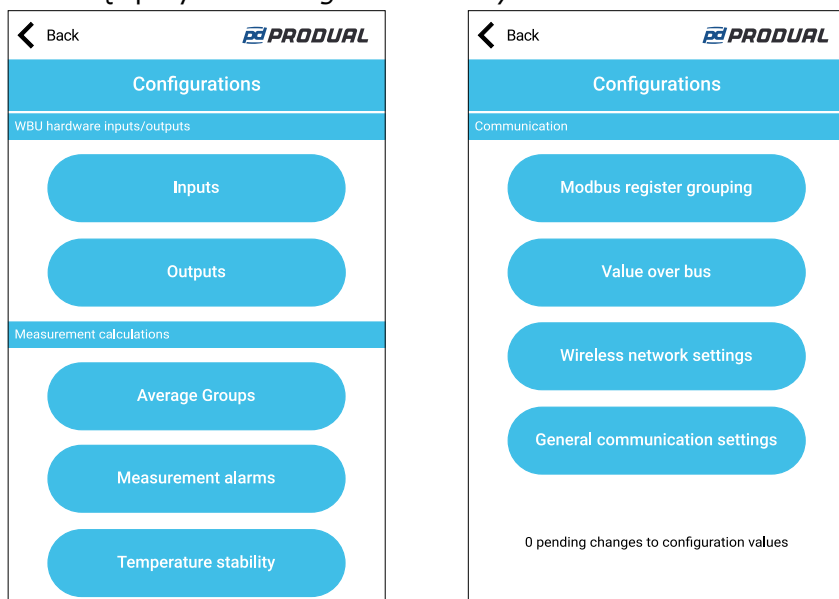 Back
PRODUAL
Configurations
WBU hardware inputs/outputs
Inputs
Outputs
Measurement calculations
Average Groups
Measurement alarms
Temperature stability
Back
PRODUAL
Configurations
Communication
Modbus register grouping
Value over bus
Wireless network settings
General communication settings
0 pending changes to configuration values